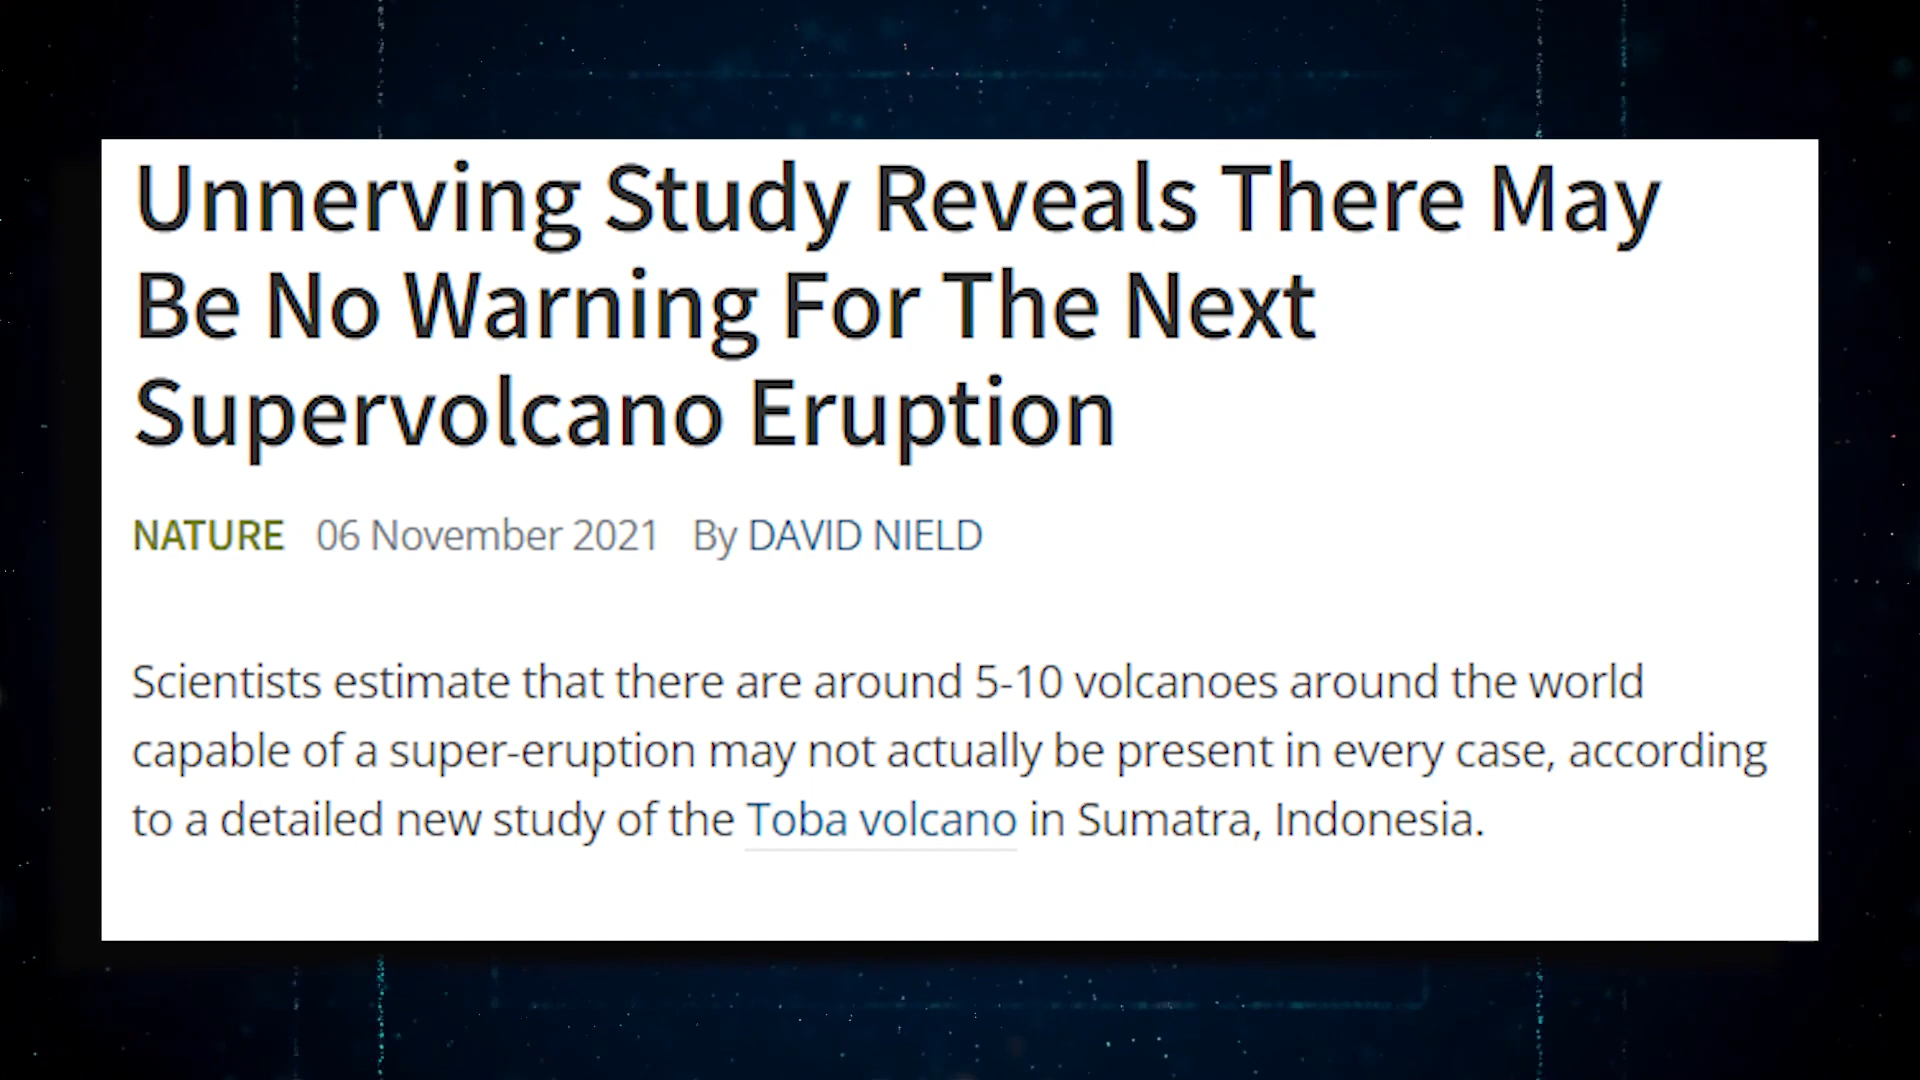 Unnerving Study Reveals There May
Be No Warning For The Next
Supervolcano Eruption
NATURE 06 November 2021 By DAVID NIELD
Scientists estimate that there are around 5-10 volcanoes around the world
capable of a super-eruption may not actually be present in every case, according
to a detailed new study of the Toba volcano in Sumatra, Indonesia.